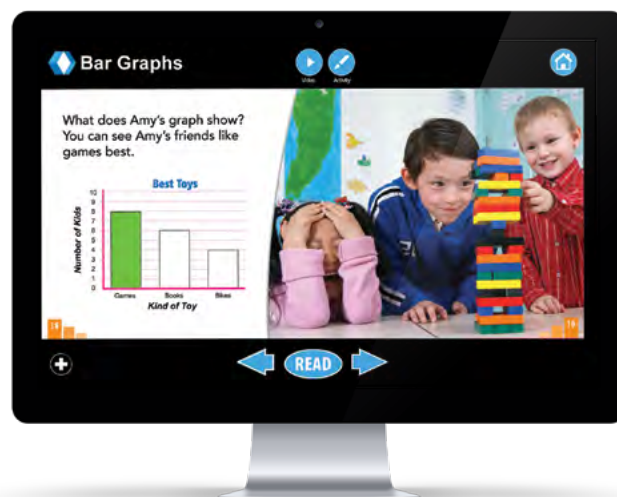 Bar Graphs
Video
Activity
What does Amy's graph show?
You can see Amy's friends like
games best.
Best Toys
Number of Kids
10
9
8
7
6
5
4
3
2
1
0
Games
Books
Bikes
Kind of Toy
READ